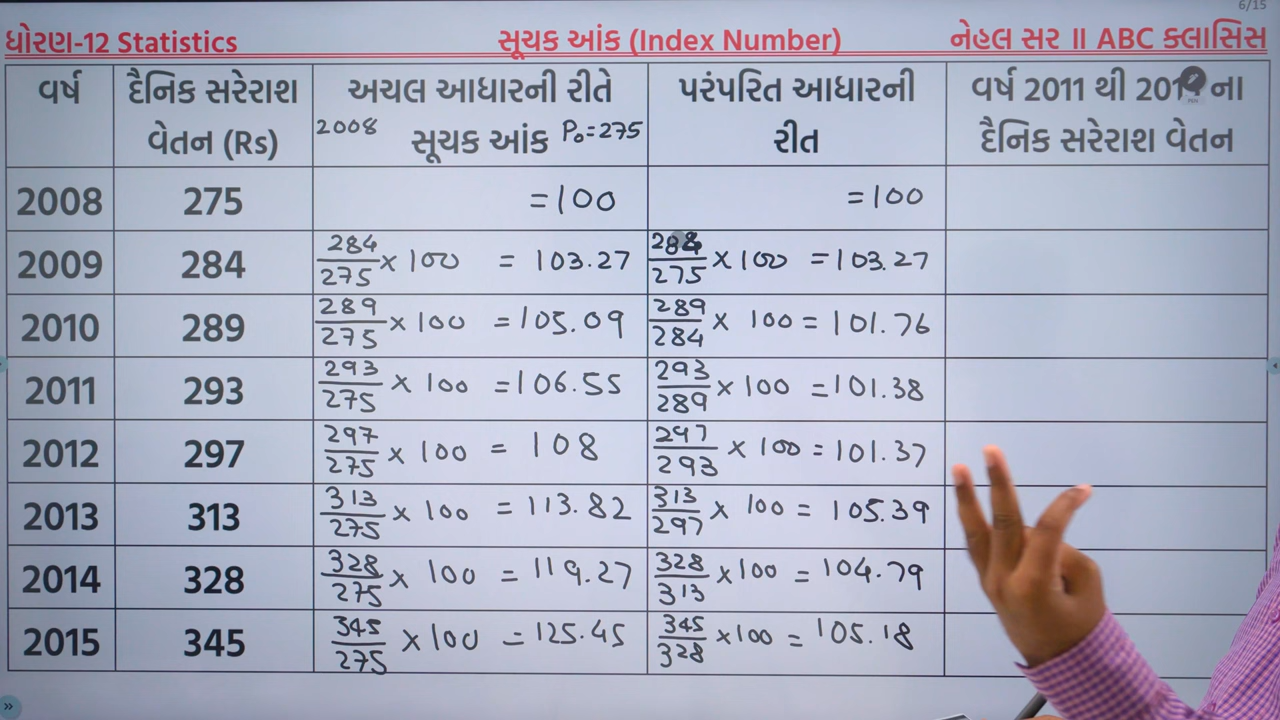 6/15
ધોરણ-12 Statistics સૂચક આંક (Index Number) નેહલ સર || ABC ક્લાસિસ
વર્ષ દૈનિક સરેરાશ વેતન (Rs) અચલ આધારની રીતે 2008 સૂચક આંક P₀=275 પરંપરિત આધારની રીત વર્ષ 2011 થી ના દૈનિક સરેરાશ વેતન
2008 275 =100 =100
2009 284 284/275 × 100 = 103.27 284/275 × 100 = 103.27
2010 289 289/275 × 100 = 105.09 289/284 × 100 = 101.76
2011 293 293/275 × 100 = 106.55 293/289 × 100 = 101.38
2012 297 297/275 × 100 = 108 297/293 × 100 = 101.37
2013 313 313/275 × 100 = 113.82 313/297 × 100 = 105.39
2014 328 328/275 × 100 = 119.27 328/313 × 100 = 104.79
2015 345 345/275 × 100 = 125.45 345/328 × 100 = 105.18